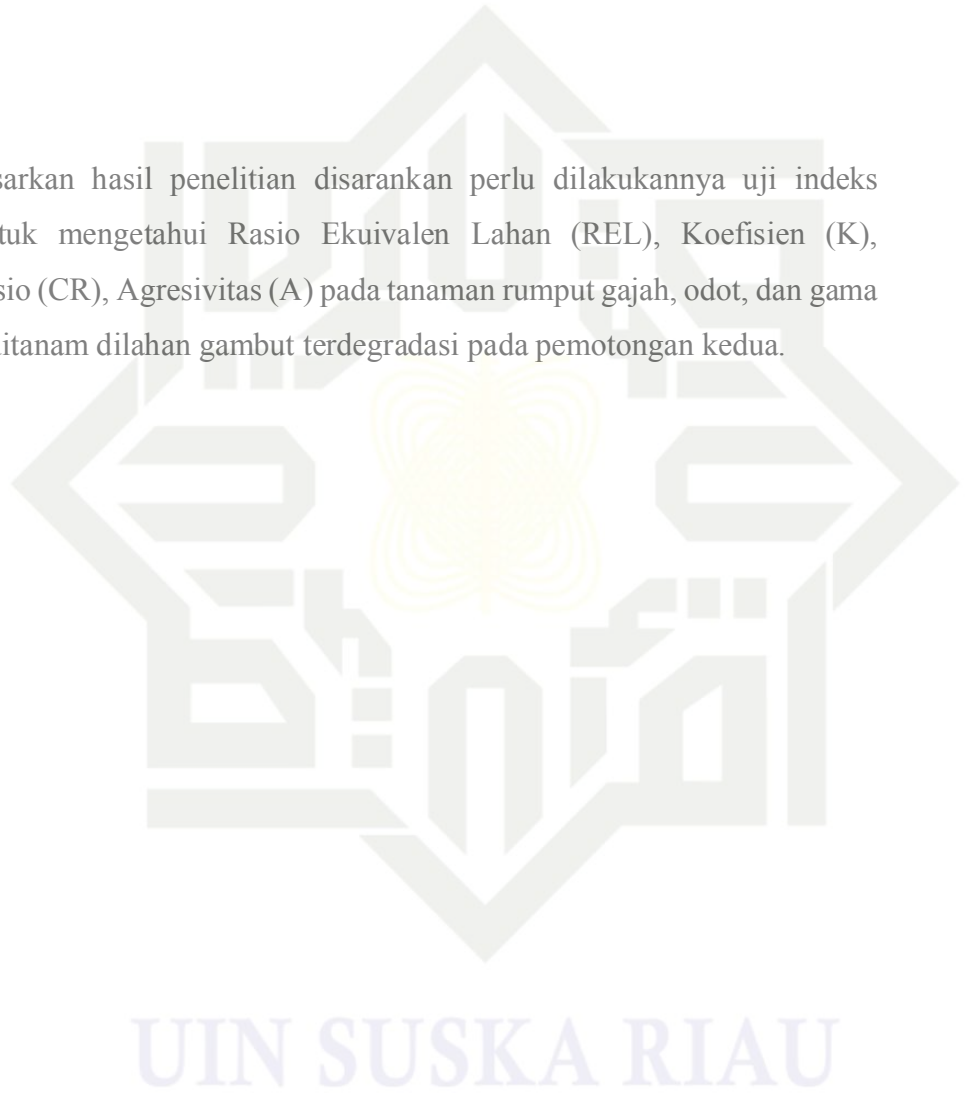 sarkan hasil penelitian disarankan perlu dilakukannya uji indeks
tuk mengetahui Rasio Ekuivalen Lahan (REL), Koefisien (K),
sio (CR), Agresivitas (A) pada tanaman rumput gajah, odot, dan gama
ditanam dilahan gambut terdegradasi pada pemotongan kedua.
UIN SUSKA RIAU